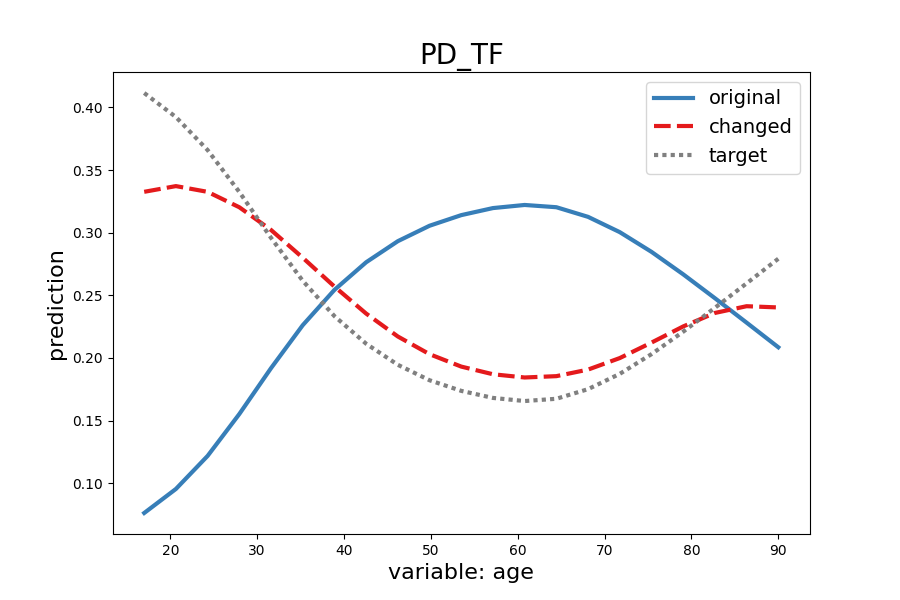 PD_TF
original
changed
target
prediction
0.40
0.35
0.30
0.25
0.20
0.15
0.10
20 30 40 50 60 70 80 90
variable: age